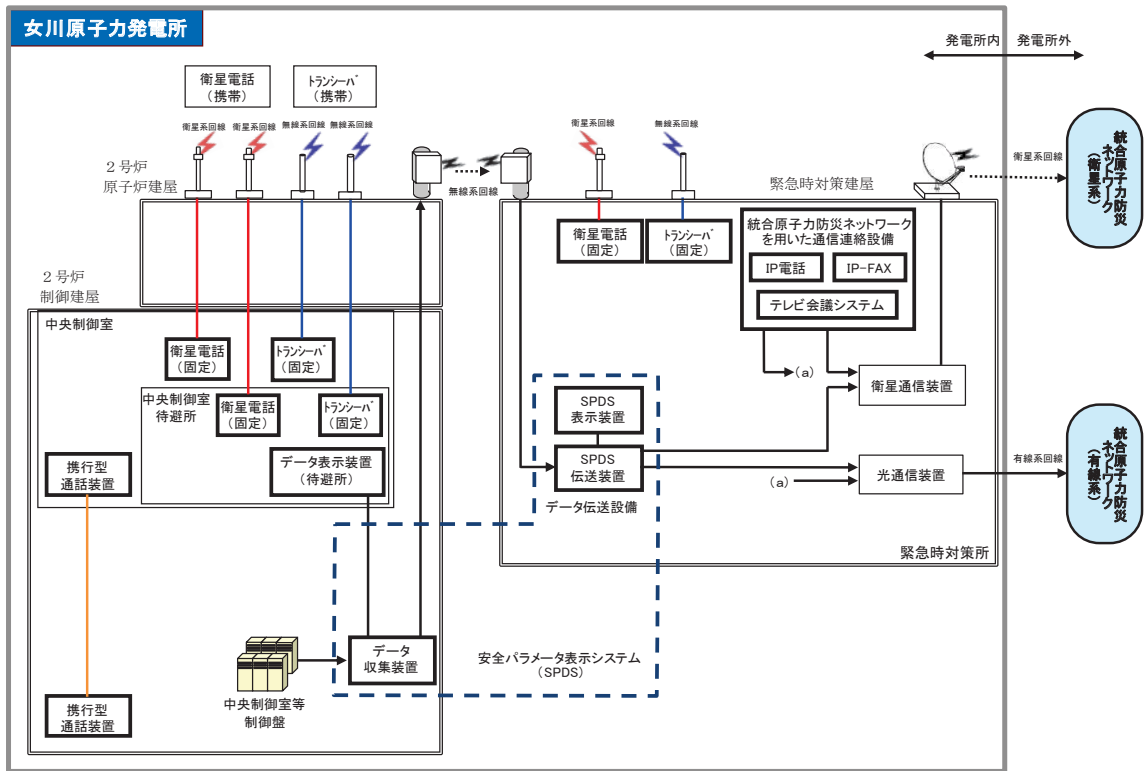 女川原子力発電所
発電所内
発電所外
衛星電話
(携帯)
トランシーバ
(携帯)
衛星系回線
衛星系回線
無線系回線
無線系回線
無線系回線
衛星系回線
無線系回線
衛星系回線
2号炉
原子炉建屋
緊急時対策建屋
統合原子力防災
ネットワーク
(衛星系)
衛星電話
(固定)
トランシーバ
(固定)
統合原子力防災ネットワーク
を用いた通信連絡設備
IP電話
IP-FAX
テレビ会議システム
2号炉
制御建屋
中央制御室
衛星電話
(固定)
トランシーバ
(固定)
中央制御室
待避所
衛星電話
(固定)
トランシーバ
(固定)
データ表示装置
(待避所)
携行型
通話装置
(a)
衛星通信装置
SPDS
表示装置
SPDS
伝送装置
データ伝送設備
(a)
光通信装置
有線系回線
統合原子力防災
ネットワーク
(有線系)
緊急時対策所
データ
収集装置
安全パラメータ表示システム
(SPDS)
中央制御室等
制御盤
携行型
通話装置